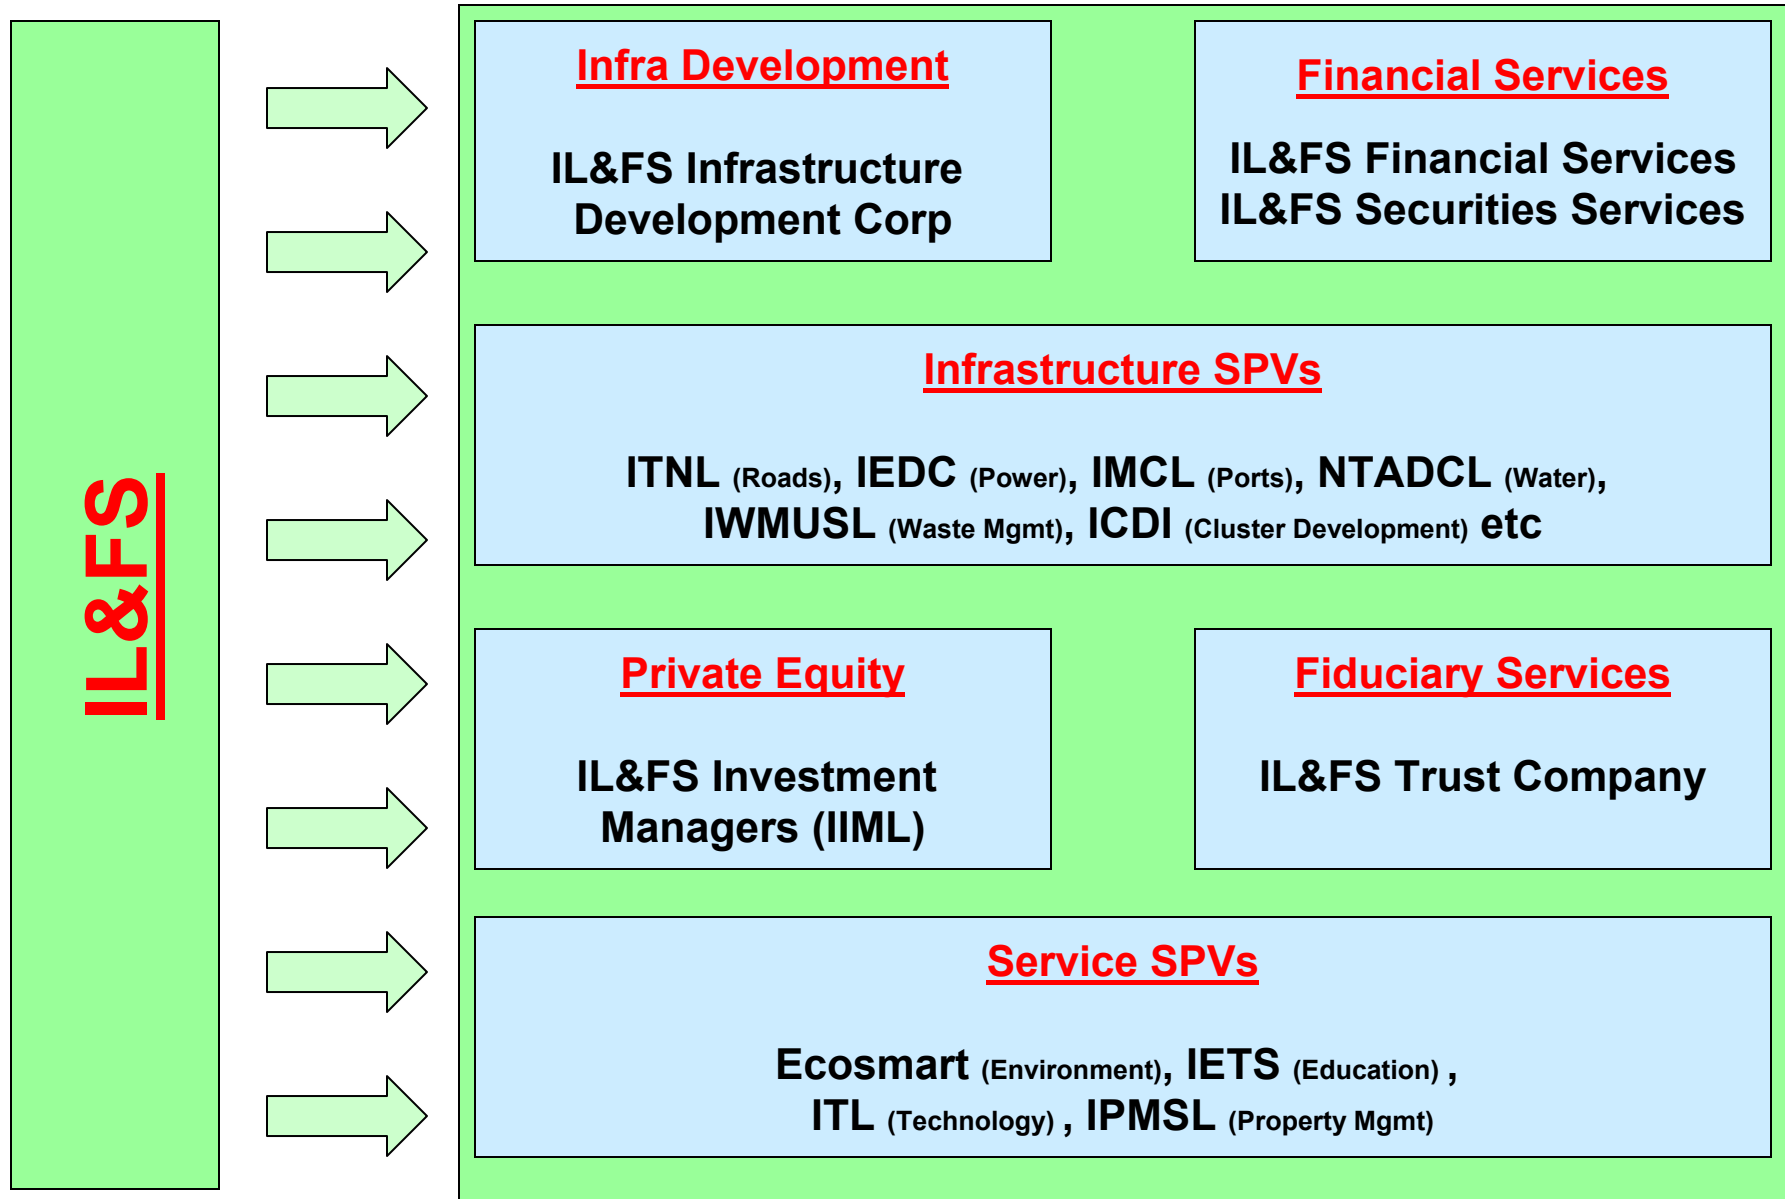 IL&FS
Infra Development
IL&FS Infrastructure
Development Corp
Financial Services
IL&FS Financial Services
IL&FS Securities Services
Infrastructure SPVs
ITNL (Roads), IEDC (Power), IMCL (Ports), NTADCL (Water),
IWMUSL (Waste Mgmt), ICDI (Cluster Development) etc
Private Equity
IL&FS Investment
Managers (IIML)
Fiduciary Services
IL&FS Trust Company
Service SPVs
Ecosmart (Environment), IETS (Education) ,
ITL (Technology) , IPMSL (Property Mgmt)